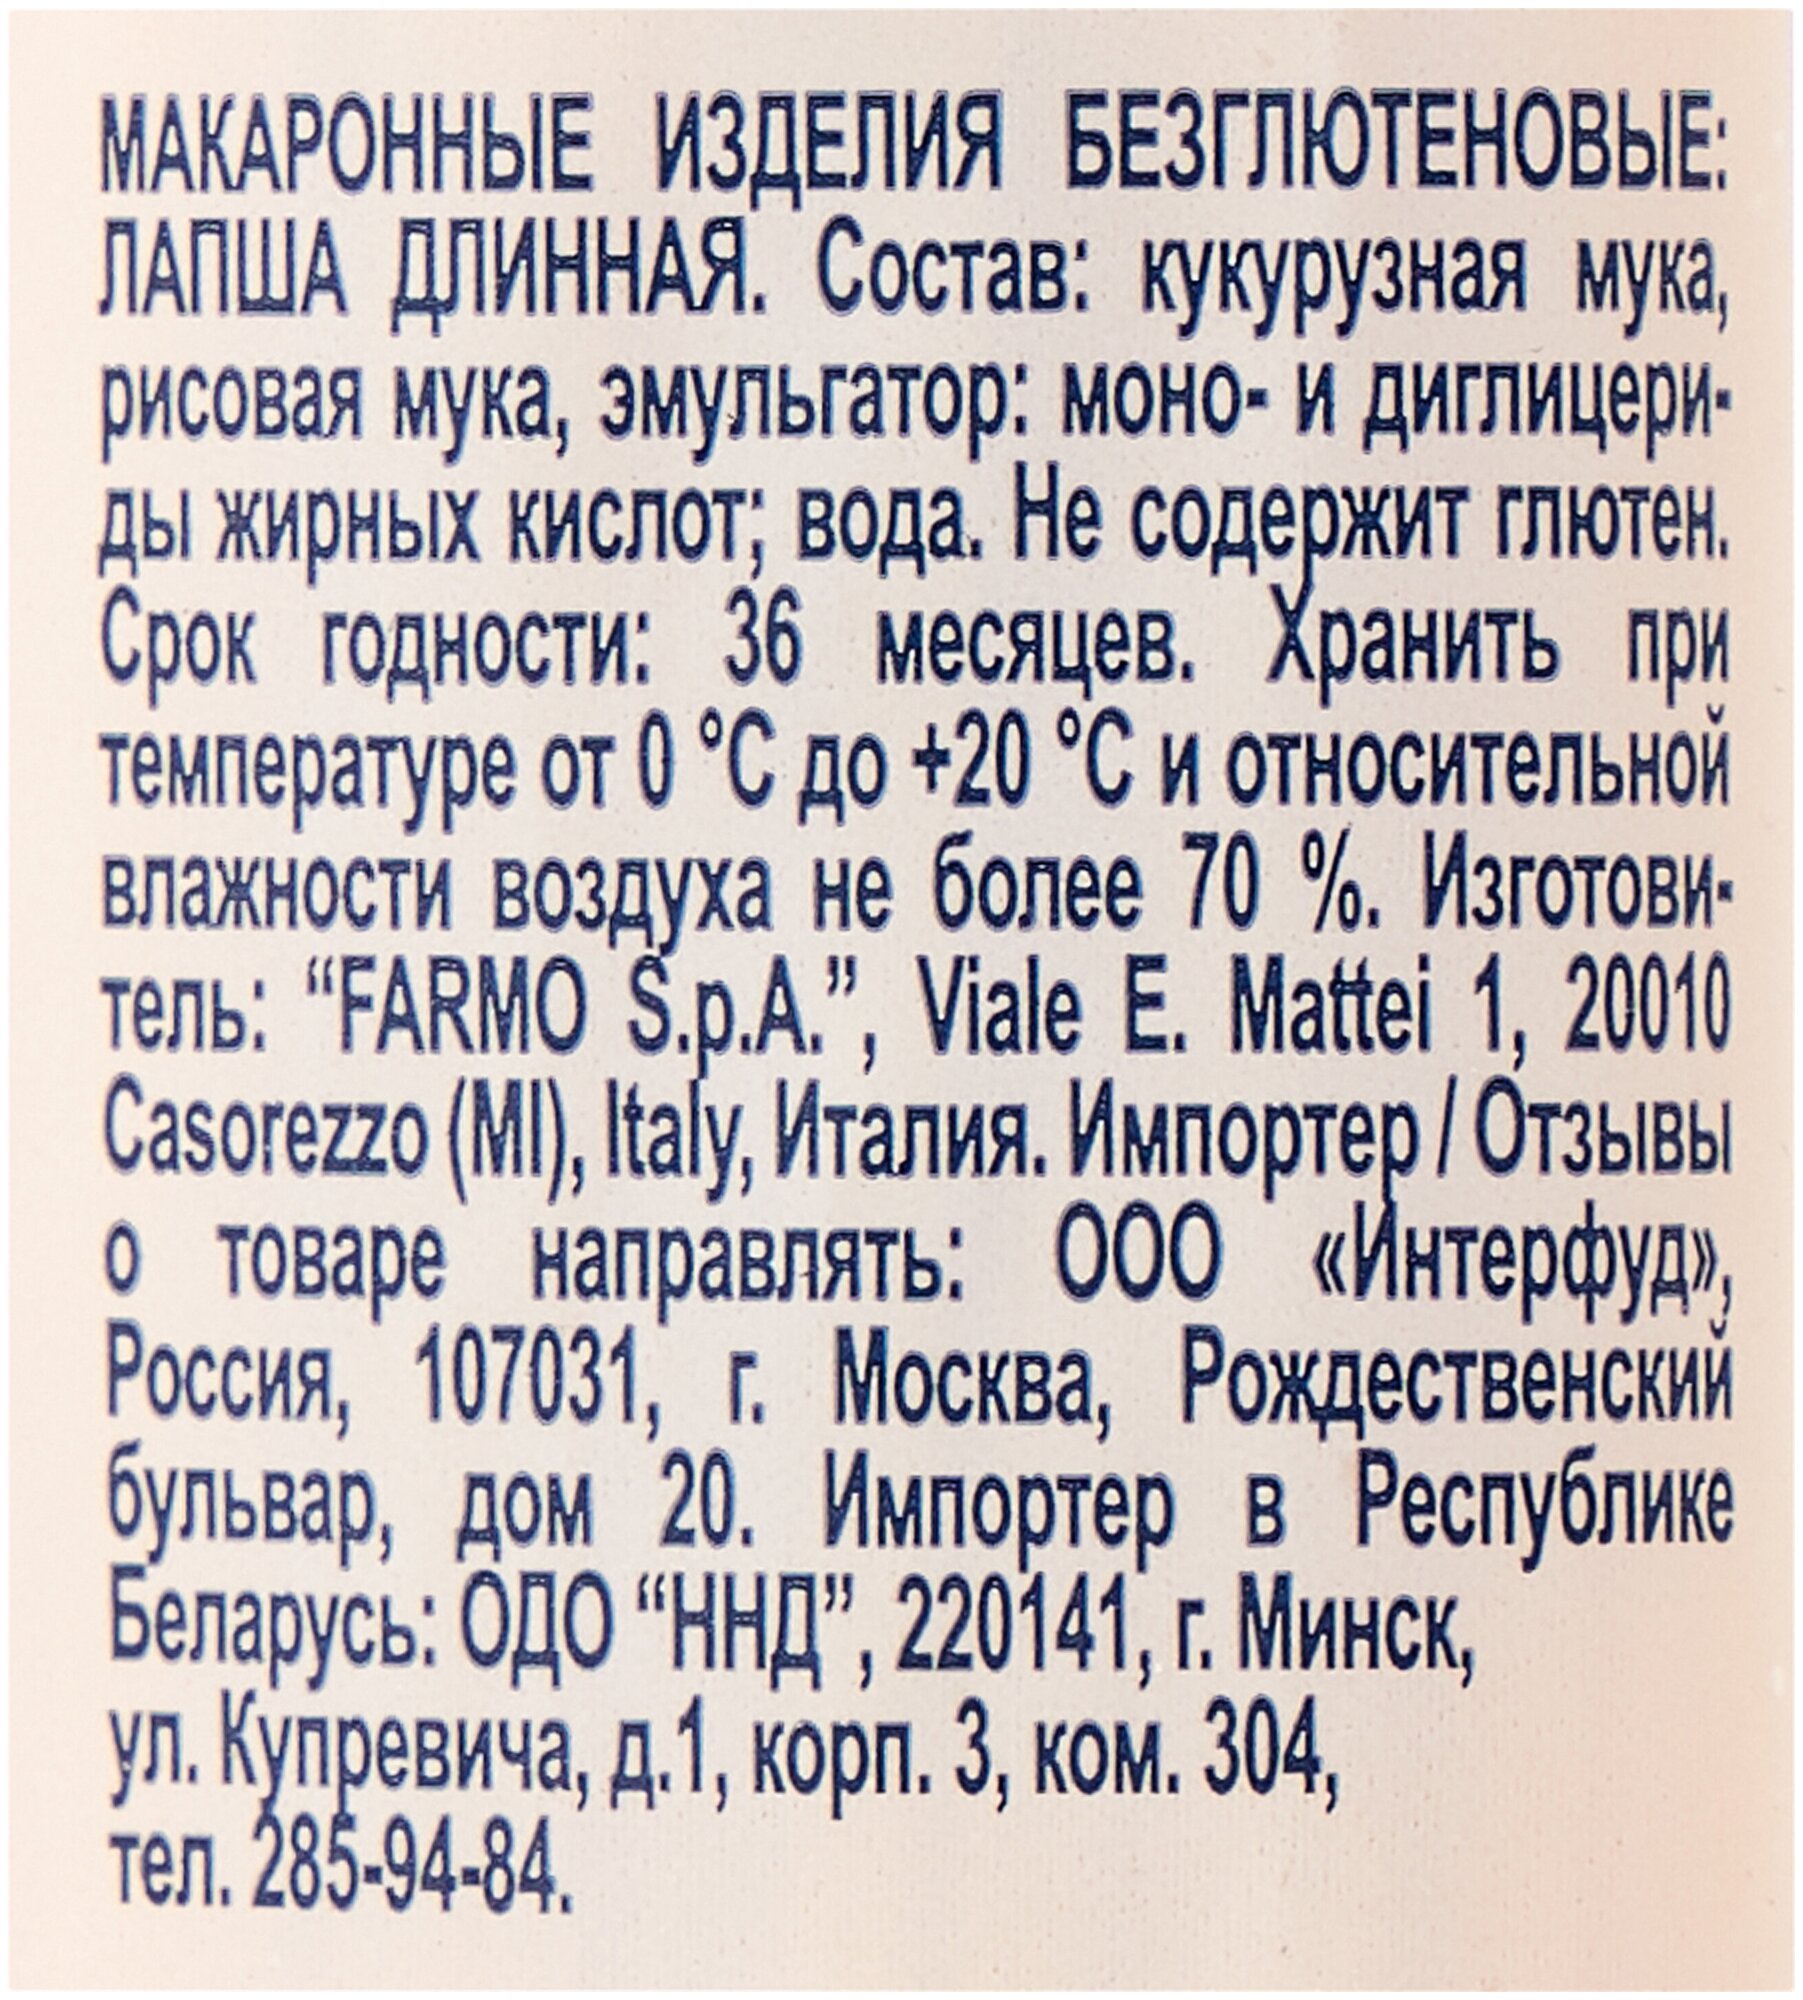 МАКАРОННЫЕ ИЗДЕЛИЯ БЕЗГЛЮТЕНОВЫЕ:
ЛАПША ДЛИННАЯ. Состав: кукурузная мука,
рисовая мука, эмульгатор: моно- и диглицери-
ды жирных кислот; вода. Не содержит глютен.
Срок годности: 36 месяцев. Хранить при
температуре от 0 °С до +20 °С и относительной
влажности воздуха не более 70 %. Изготови-
тель: “FARMO S.p.A.”, Viale E. Mattei 1, 20010
Casorezzo (MI), Italy, Италия. Импортер / Отзывы
о товаре направлять: ООО «Интерфуд»,
Россия, 107031, г. Москва, Рождественский
бульвар, дом 20. Импортер в Республике
Беларусь: ОДО “ННД”, 220141, г. Минск,
ул. Купревича, д.1, корп. 3, ком. 304,
тел. 285-94-84.